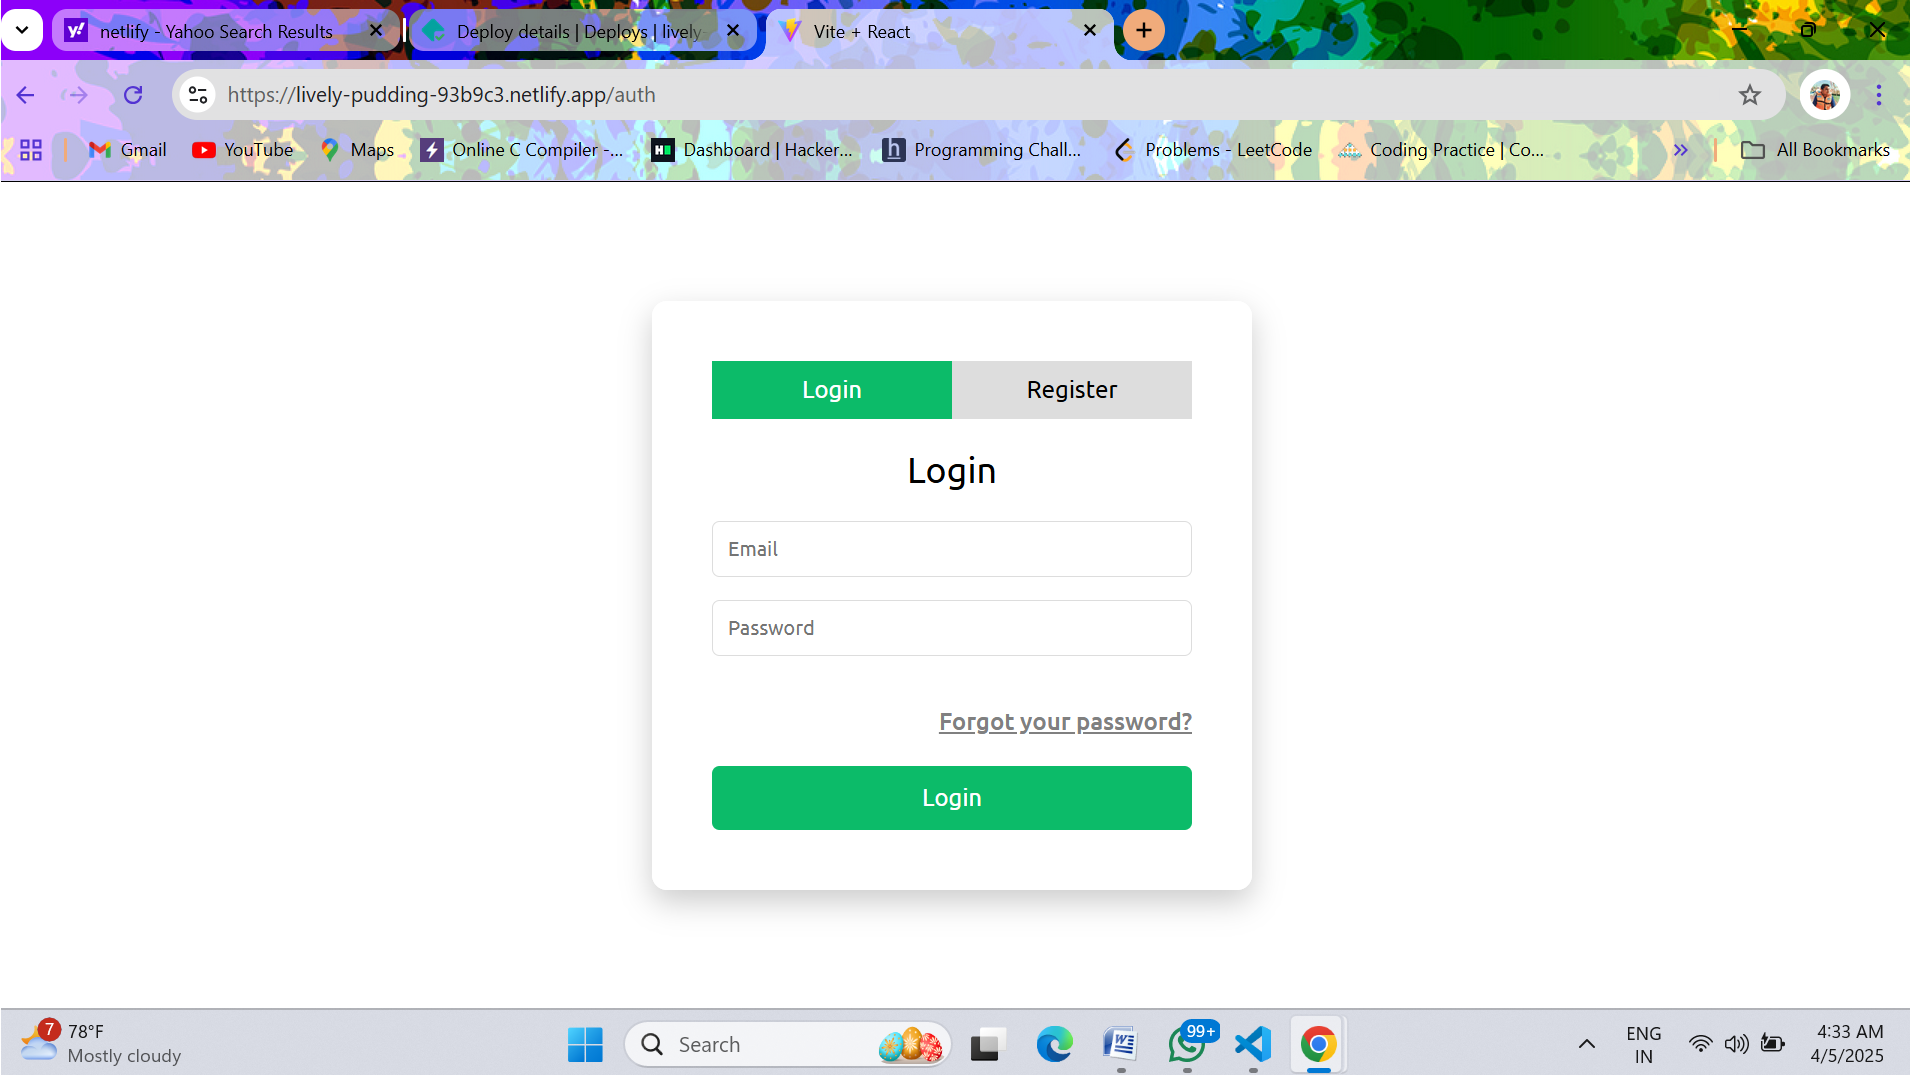 netlify - Yahoo Search Results
Deploy details | Deploys | lively-
Vite + React
https://lively-pudding-93b9c3.netlify.app/auth
Gmail
YouTube
Maps
Online C Compiler -...
Dashboard | Hacker...
Programming Chall...
Problems - LeetCode
Coding Practice | Co...
All Bookmarks
Login
Register
Login
Email
Password
Forgot your password?
Login
7
78°F
Mostly cloudy
Search
99+
ENG
IN
4:33 AM
4/5/2025